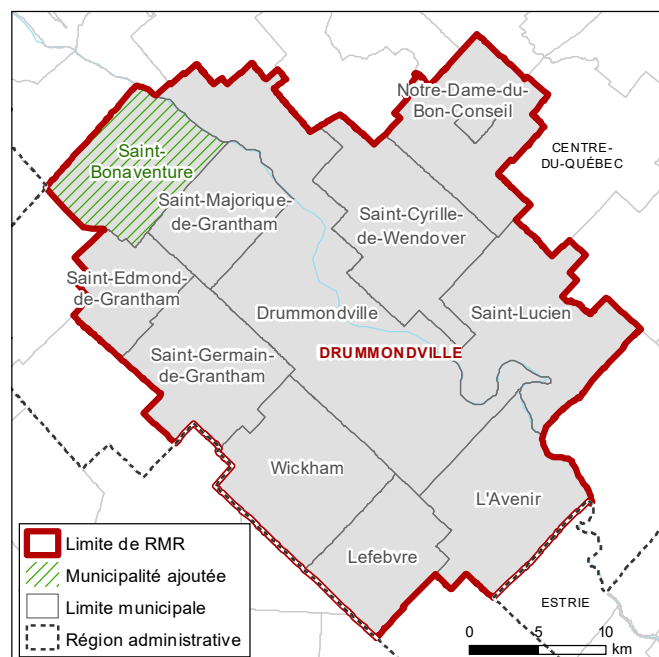 Notre-Dame-du-
Bon-Conseil
CENTRE-
DU-QUÉBEC
Saint-
Bonaventure
Saint-Majorique-
de-Grantham
Saint-Cyrille-
de-Wendover
Saint-Edmond-
de-Grantham
Drummondville
Saint-Lucien
DRUMMONDVILLE
Saint-Germain-
de-Grantham
Wickham
L'Avenir
Lefebvre
Limite de RMR
Municipalité ajoutée
Limite municipale
Région administrative
ESTRIE
0 5 10
km